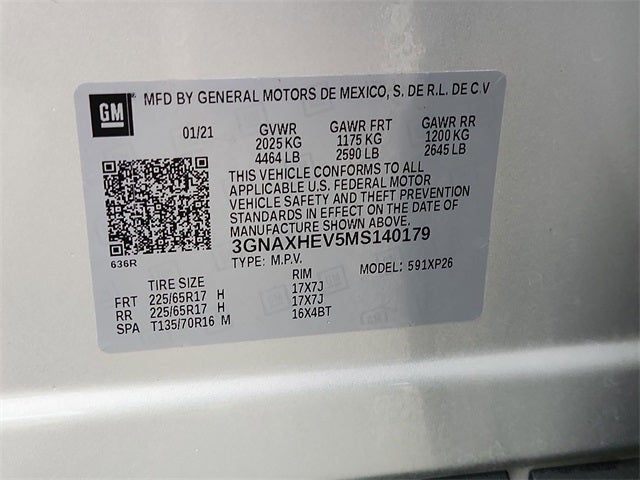 GM MFD BY GENERAL MOTORS DE MEXICO, S. DE R.L. DE C.V
01/21 GVWR GAWR FRT GAWR RR
2025 KG 1175 KG 1200 KG
4464 LB 2590 LB 2645 LB
THIS VEHICLE CONFORMS TO ALL
APPLICABLE U.S. FEDERAL MOTOR
VEHICLE SAFETY AND THEFT PREVENTION
STANDARDS IN EFFECT ON THE DATE OF
MANUFACTURE SHOWN ABOVE.
3GNAXHEV5MS140179
636R TYPE: M.P.V. MODEL: 591XP26
TIRE SIZE RIM
FRT 225/65R17 H 17X7J
RR 225/65R17 H 17X7J
SPA T135/70R16 M 16X4BT